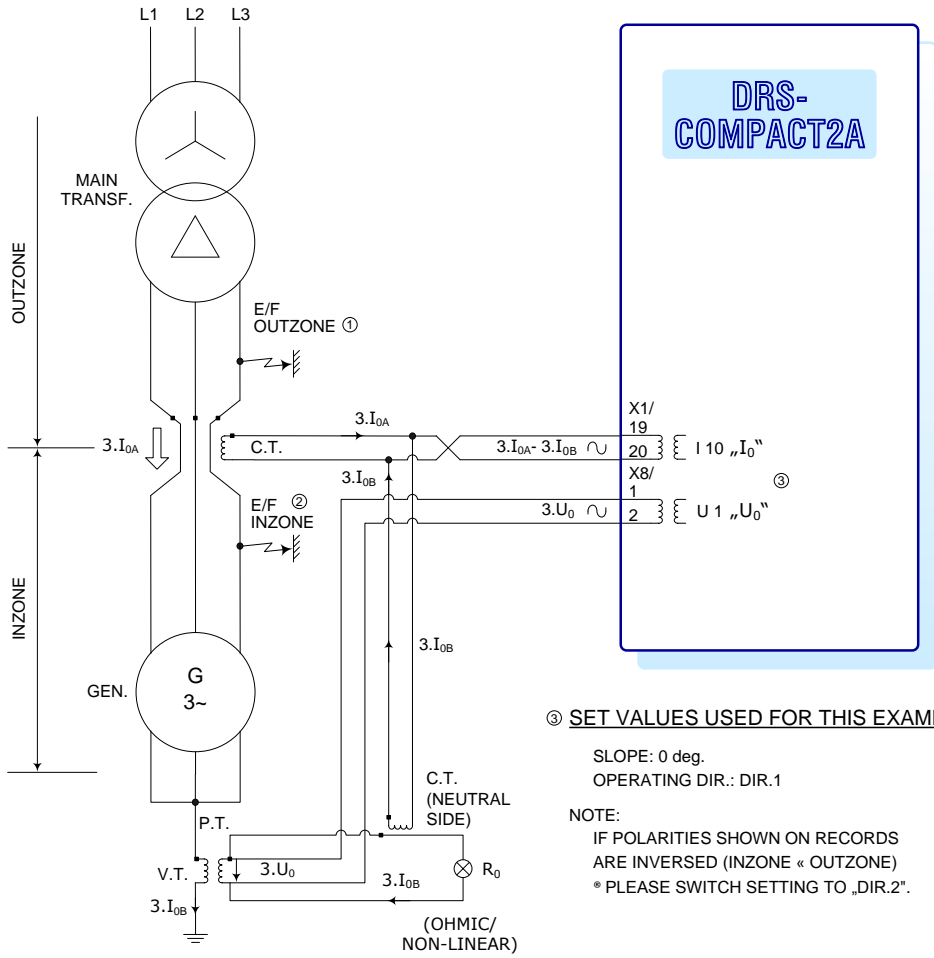 L1 L2 L3
DRS-
COMPACT2A
MAIN
TRANSF.
OUTZONE
E/F
OUTZONE ①
3.I0A
C.T.
3.I0A
3.I0A- 3.I0B
X1/
19
20
I 10 „I0“
X8/
1
2
U 1 „U0“
③
3.I0B
3.U0
E/F ②
INZONE
INZONE
3.I0B
GEN.
G
3~
③ SET VALUES USED FOR THIS EXAM
SLOPE: 0 deg.
OPERATING DIR.: DIR.1
NOTE:
IF POLARITIES SHOWN ON RECORDS
ARE INVERSED (INZONE « OUTZONE)
® PLEASE SWITCH SETTING TO „DIR.2".
C.T.
(NEUTRAL
SIDE)
P.T.
V.T.
3.U0
3.I0B
R0
3.I0B
(OHMIC/
NON-LINEAR)